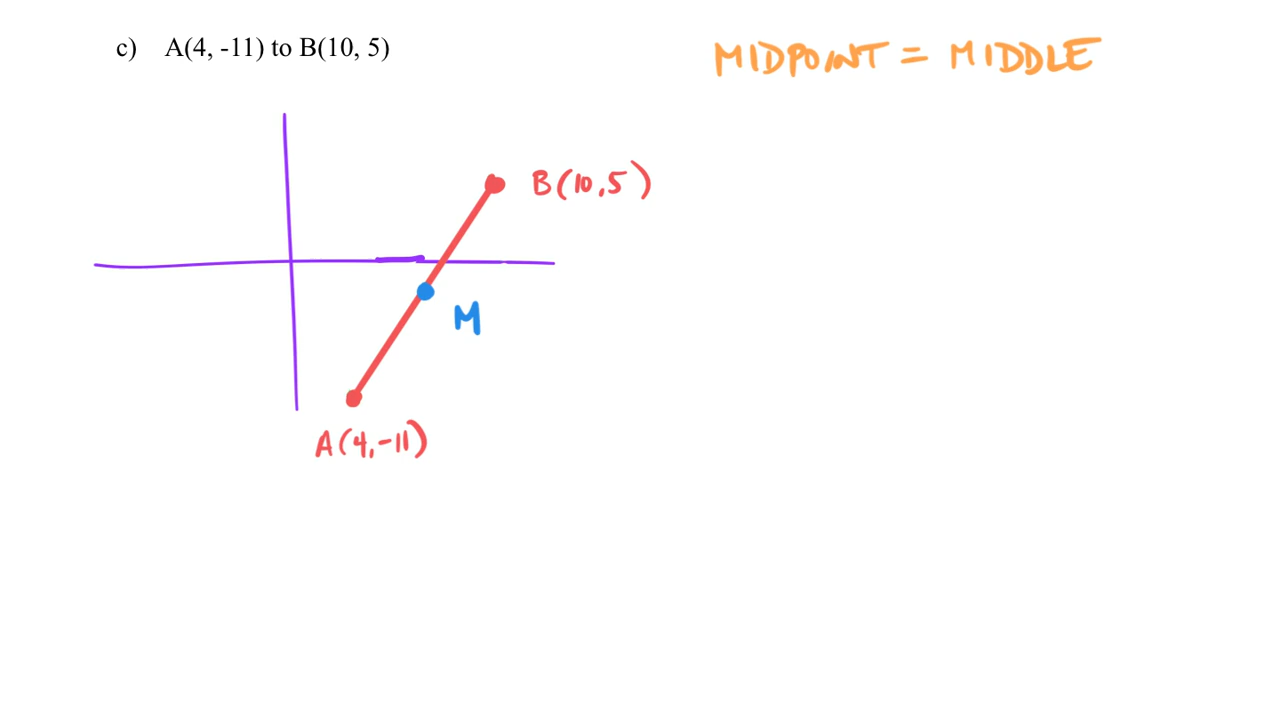 c) A(4, -11) to B(10, 5)
MIDPOINT = MIDDLE
B(10,5)
M
A(4,-11)